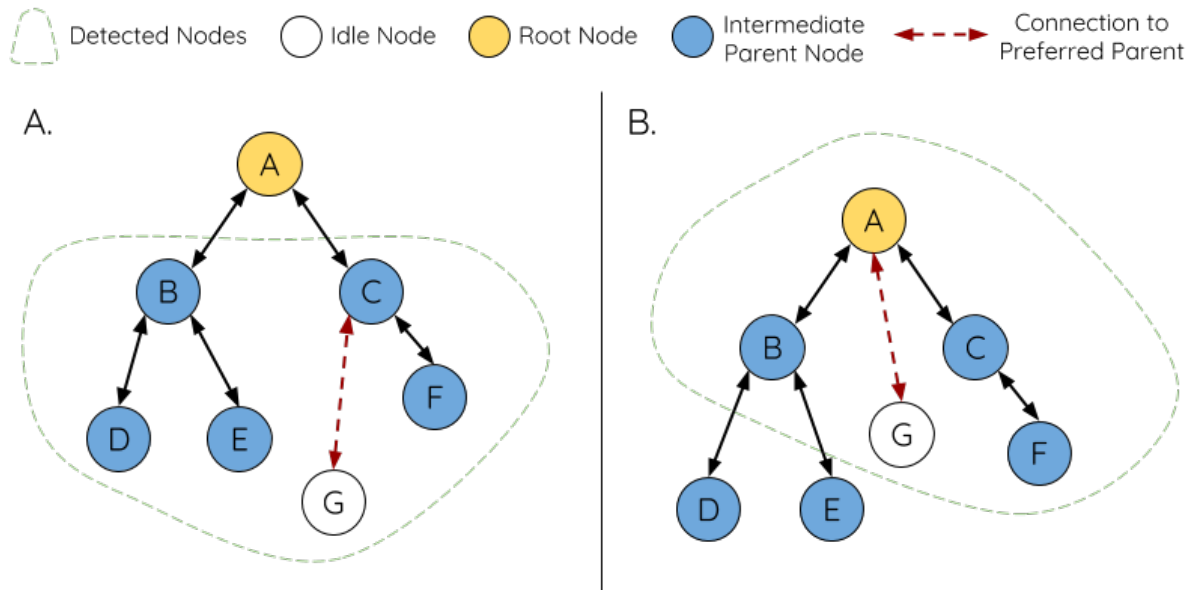 Detected Nodes
Idle Node
Root Node
Intermediate
Parent Node
Connection to
Preferred Parent
A.
A
B
C
D
E
F
G
B.
A
B
C
G
F
D
E